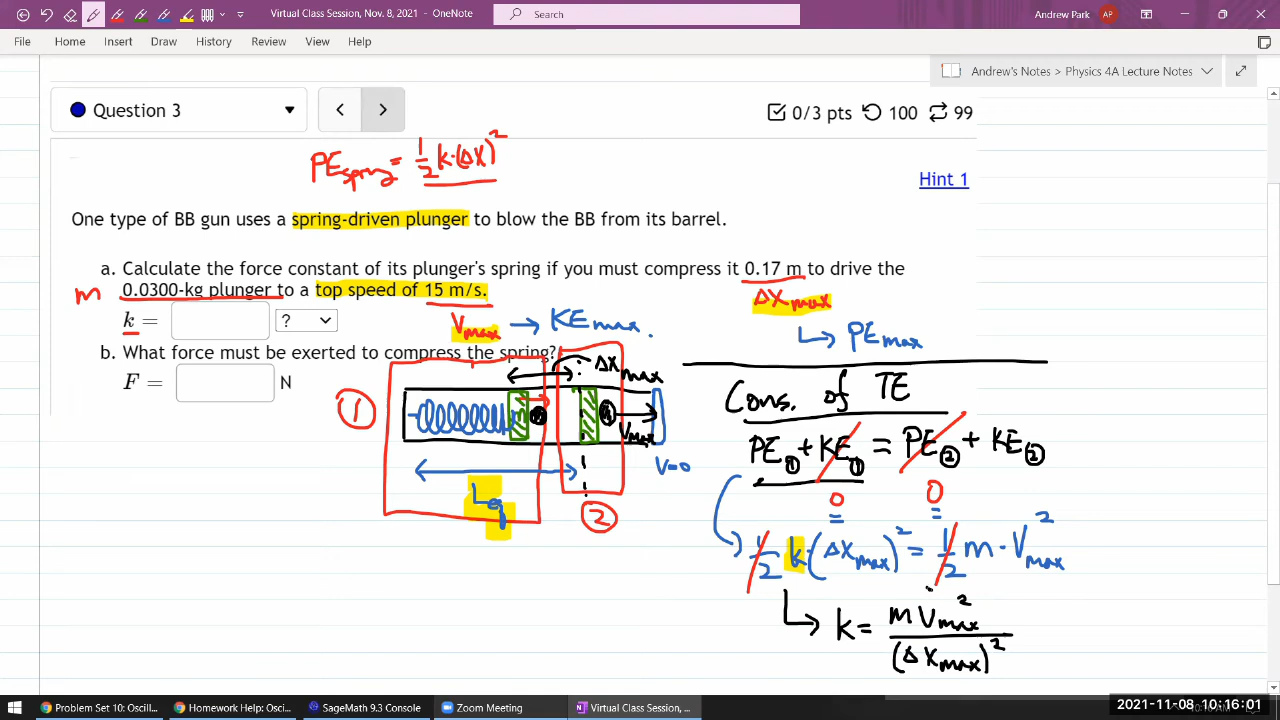 Virtual Class Session, Nov. 8, 2021 - OneNote
Search
Andrew Park
AP
File Home Insert Draw History Review View Help
Andrew's Notes > Physics 4A Lecture Notes
Question 3
0/3 pts 100 99
PEspring = 1/2 k·(ΔX)²
Hint 1
One type of BB gun uses a spring-driven plunger to blow the BB from its barrel.
a. Calculate the force constant of its plunger's spring if you must compress it 0.17 m to drive the
m 0.0300-kg plunger to a top speed of 15 m/s.
ΔXmax
k = ?
Vmax → KEmax.
↳ PEmax
b. What force must be exerted to compress the spring?
F = N
ΔXmax
Cons. of TE
①
Vmax
PE① + KE① = PE② + KE②
V=0
Leq
②
0 0
= =
1/2 k·(ΔXmax)² = 1/2 m·Vmax²
↳ k = mVmax² / (ΔXmax)²
Problem Set 10: Oscill... Homework Help: Osci... SageMath 9.3 Console Zoom Meeting Virtual Class Session,...
2021-11-08 10:16:01